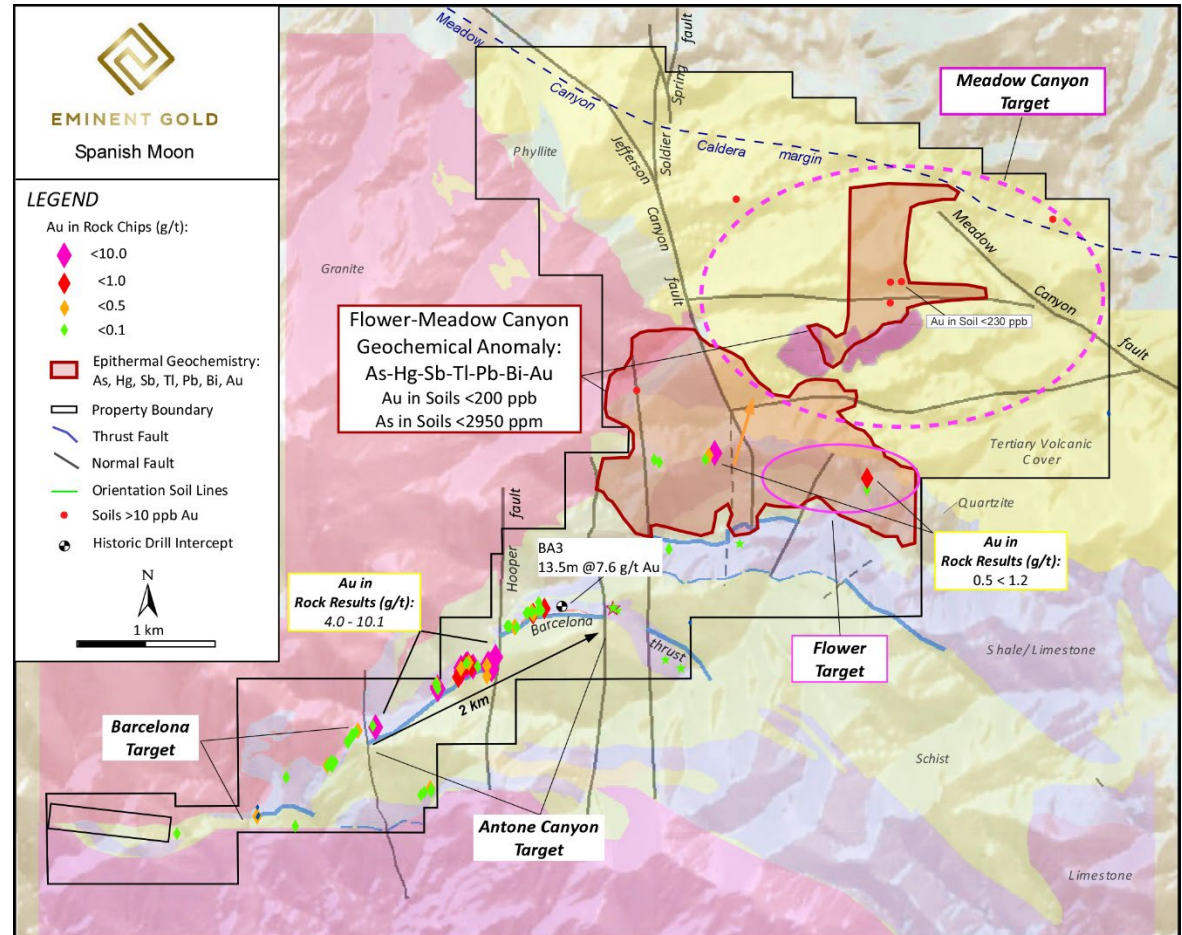 EMINENT GOLD
Spanish Moon
LEGEND
Au in Rock Chips (g/t):
<10.0
<1.0
<0.5
<0.1
Epithermal Geochemistry:
As, Hg, Sb, Tl, Pb, Bi, Au
Property Boundary
Thrust Fault
Normal Fault
Orientation Soil Lines
Soils >10 ppb Au
Historic Drill Intercept
N
1 km
Meadow
Canyon
Caldera
margin
Spring
fault
Soldier
Jefferson
Canyon
fault
Phyllite
Granite
Meadow Canyon
Target
Meadow
Canyon
fault
Au in Soil <230 ppb
Flower-Meadow Canyon
Geochemical Anomaly:
As-Hg-Sb-Tl-Pb-Bi-Au
Au in Soils <200 ppb
As in Soils <2950 ppm
Tertiary Volcanic
Cover
Quartzite
Au in
Rock Results (g/t):
0.5 < 1.2
Hooper
fault
BA3
13.5m @7.6 g/t Au
Au in
Rock Results (g/t):
4.0 - 10.1
Barcelona
thrust
Flower
Target
Shale/Limestone
2 km
Barcelona
Target
Schist
Antone Canyon
Target
Limestone